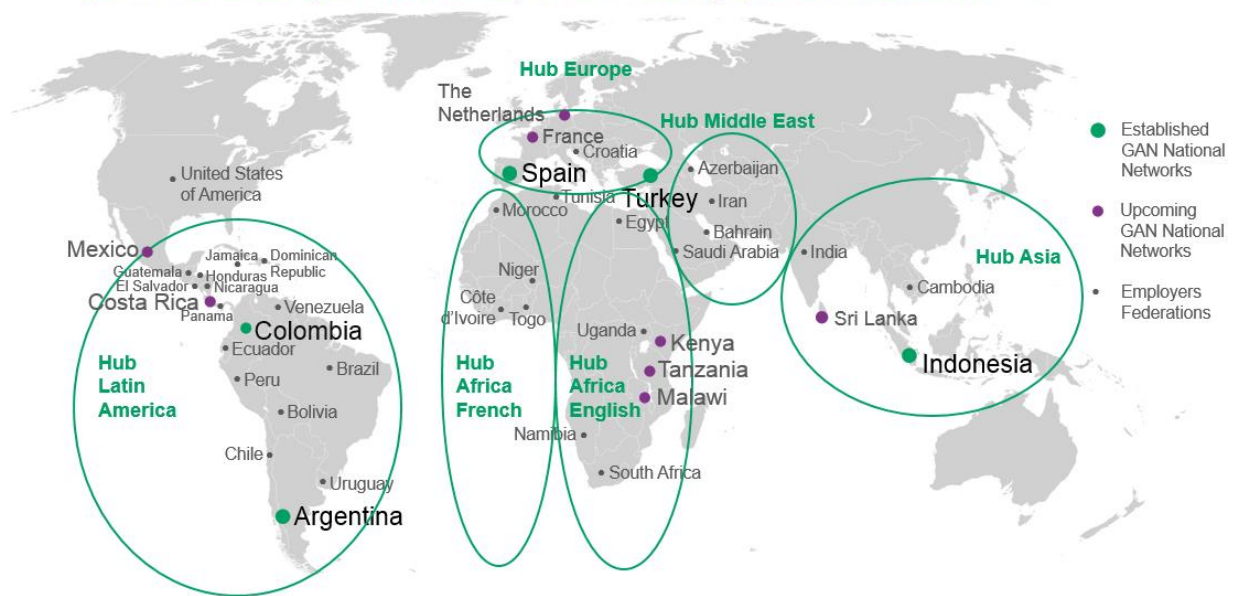 Hub Europe
The
Netherlands
France
Croatia
Spain
Turkey
Hub Middle East
Azerbaijan
Iran
Bahrain
Saudi Arabia
Established
GAN National
Networks
Upcoming
GAN National
Networks
Employers
Federations
United States
of America
Mexico
Jamaica
Dominican
Republic
Guatemala
Honduras
El Salvador
Nicaragua
Costa Rica
Panama
Venezuela
Colombia
Ecuador
Peru
Brazil
Bolivia
Chile
Uruguay
Argentina
Hub
Latin
America
Tunisia
Morocco
Egypt
Niger
Côte
d'Ivoire
Togo
Uganda
Kenya
Tanzania
Malawi
Namibia
South Africa
Hub
Africa
French
Hub
Africa
English
India
Hub Asia
Cambodia
Sri Lanka
Indonesia